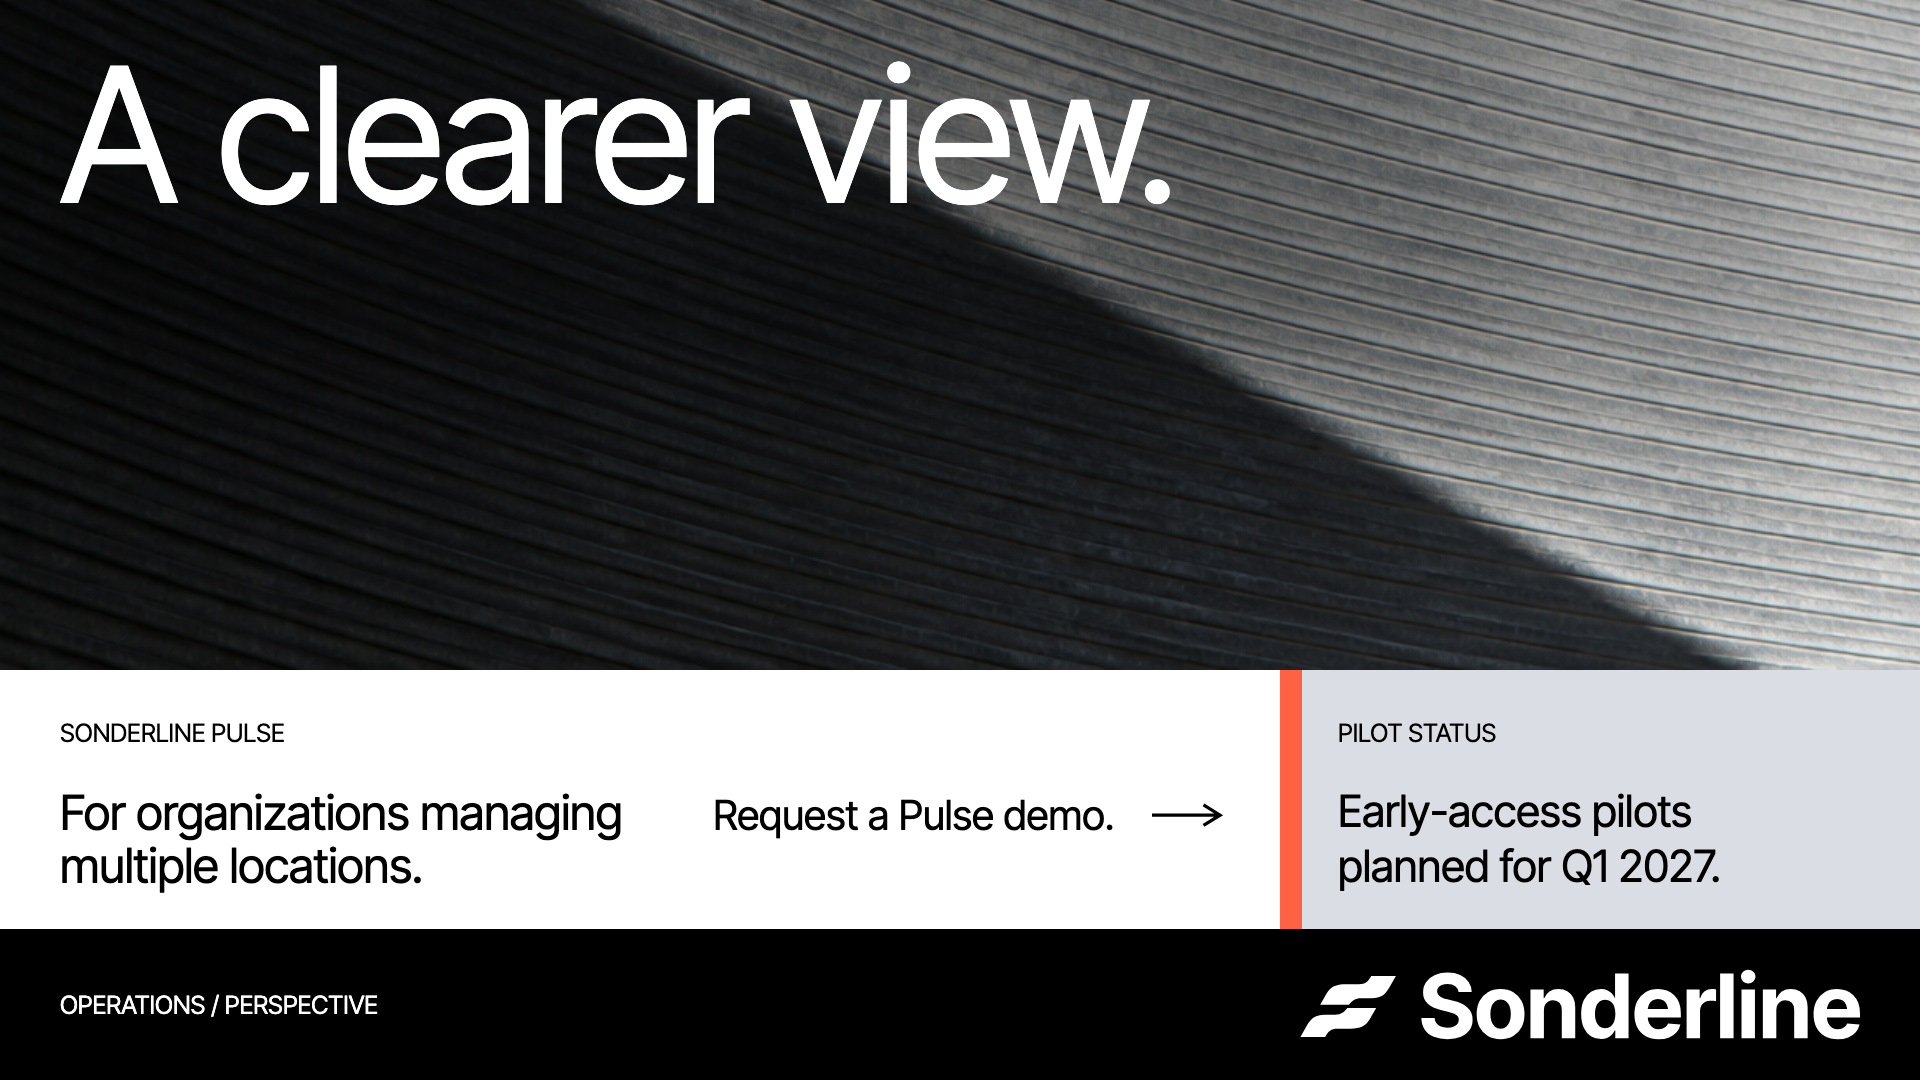 A clearer view.
SONDERLINE PULSE
For organizations managing
multiple locations.
Request a Pulse demo.
PILOT STATUS
Early-access pilots
planned for Q1 2027.
OPERATIONS / PERSPECTIVE
Sonderline